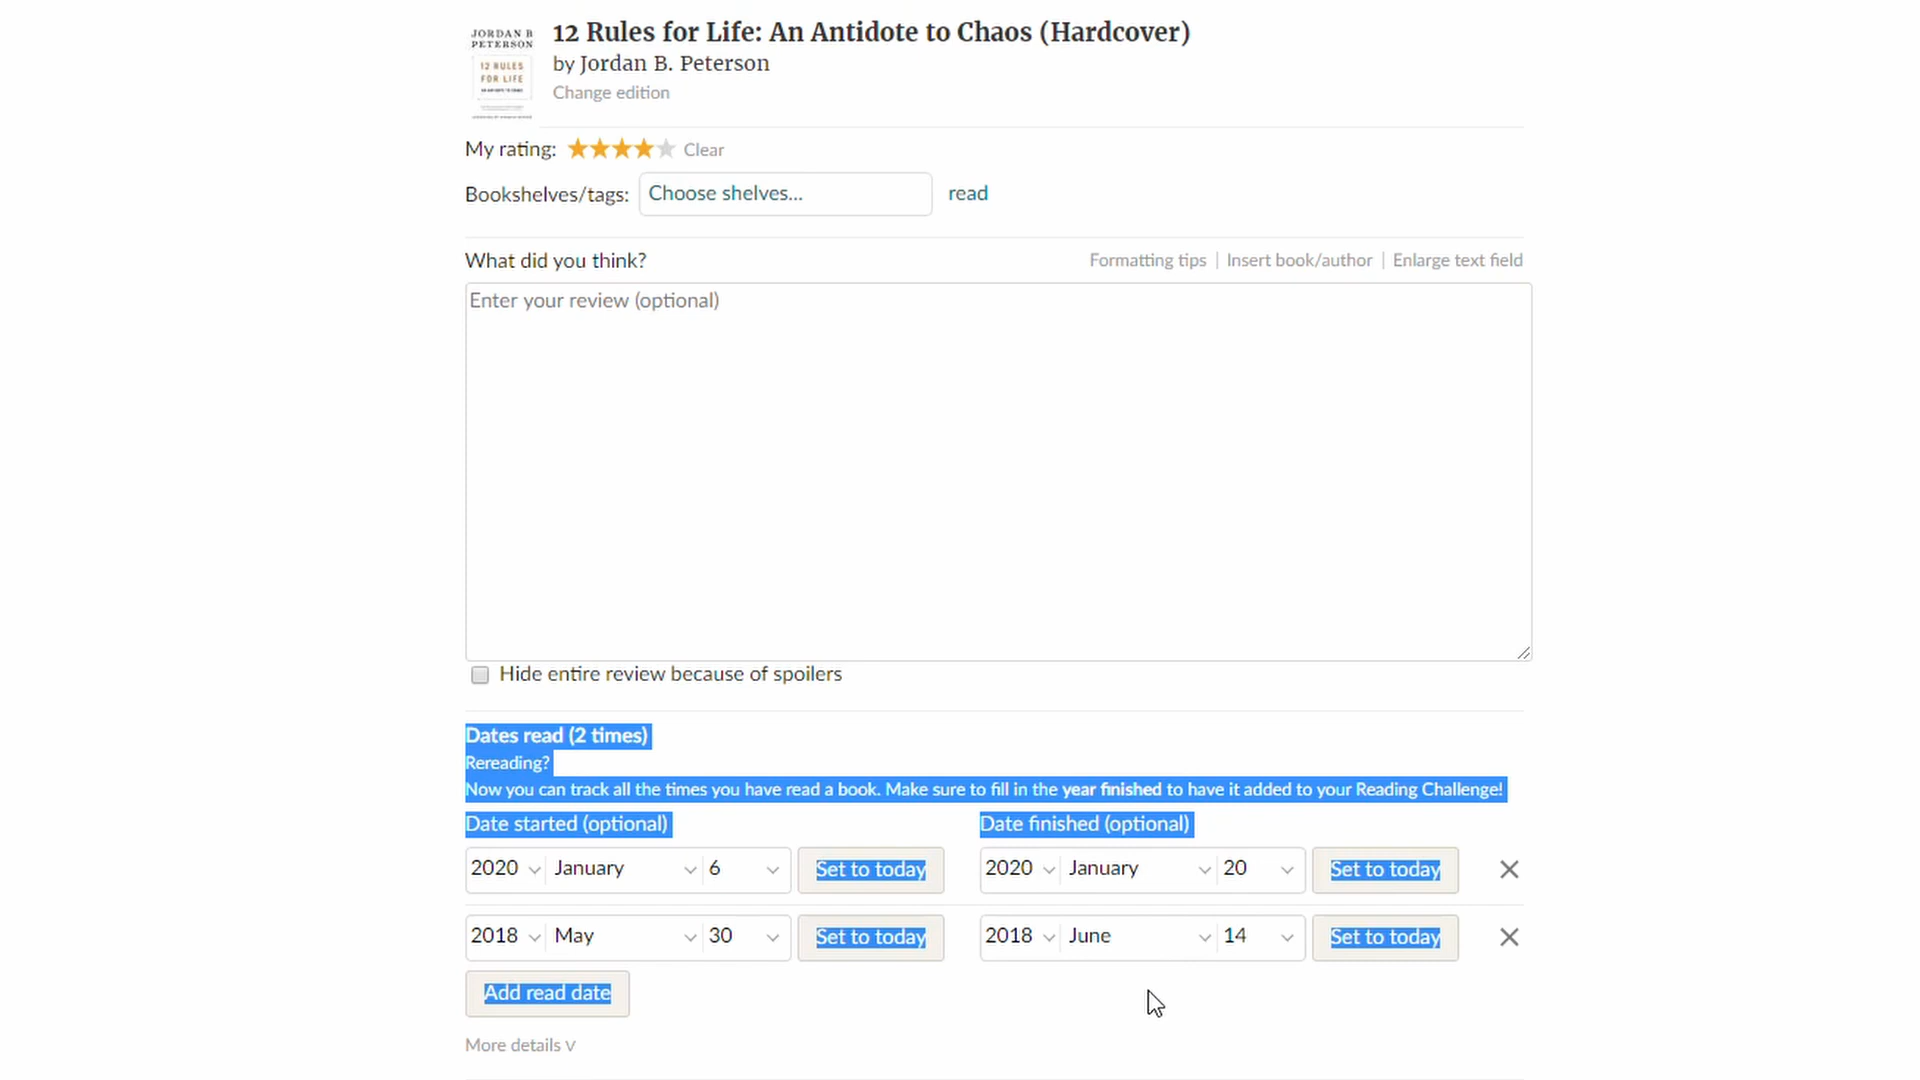 JORDAN B
PETERSON
12 RULES
FOR LIFE
12 Rules for Life: An Antidote to Chaos (Hardcover)
by Jordan B. Peterson
Change edition
My rating: Clear
Bookshelves/tags: Choose shelves... read
What did you think? Formatting tips | Insert book/author | Enlarge text field
Enter your review (optional)
Hide entire review because of spoilers
Dates read (2 times)
Rereading?
Now you can track all the times you have read a book. Make sure to fill in the year finished to have it added to your Reading Challenge!
Date started (optional) Date finished (optional)
2020 January 6 Set to today 2020 January 20 Set to today
2018 May 30 Set to today 2018 June 14 Set to today
Add read date
More details V